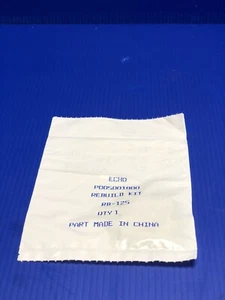 ECHO
P005001800
REBUILD KIT
RB-125
QTY 1
PART MADE IN CHINA